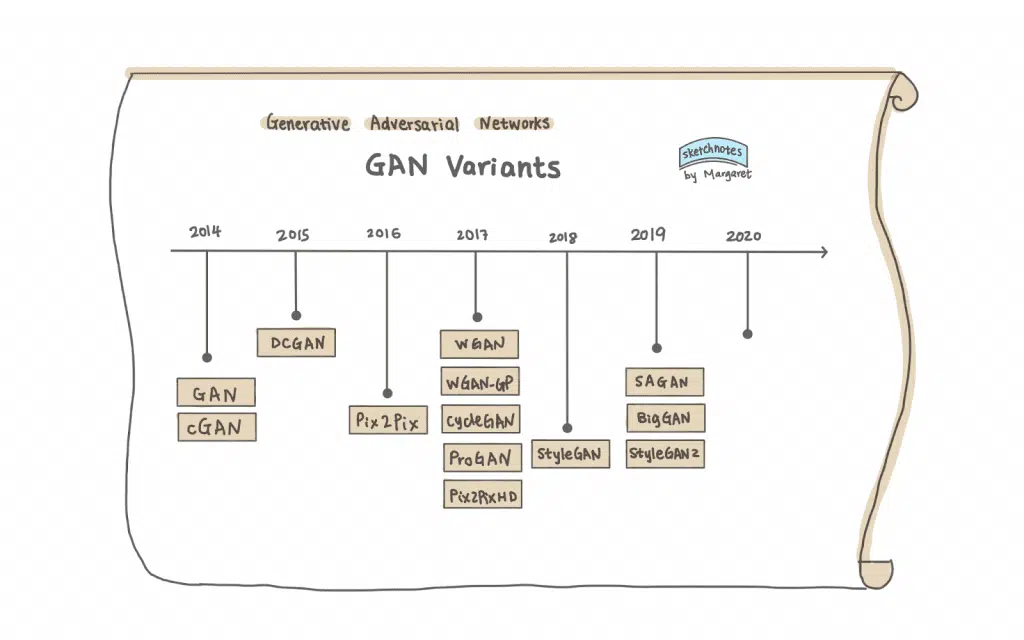 Generative Adversarial Networks
GAN Variants
sketchnotes
by Margaret
2014 2015 2016 2017 2018 2019 2020
GAN
cGAN
DCGAN
Pix2Pix
WGAN
WGAN-GP
CycleGAN
ProGAN
Pix2PixHD
StyleGAN
SAGAN
BigGAN
StyleGAN2